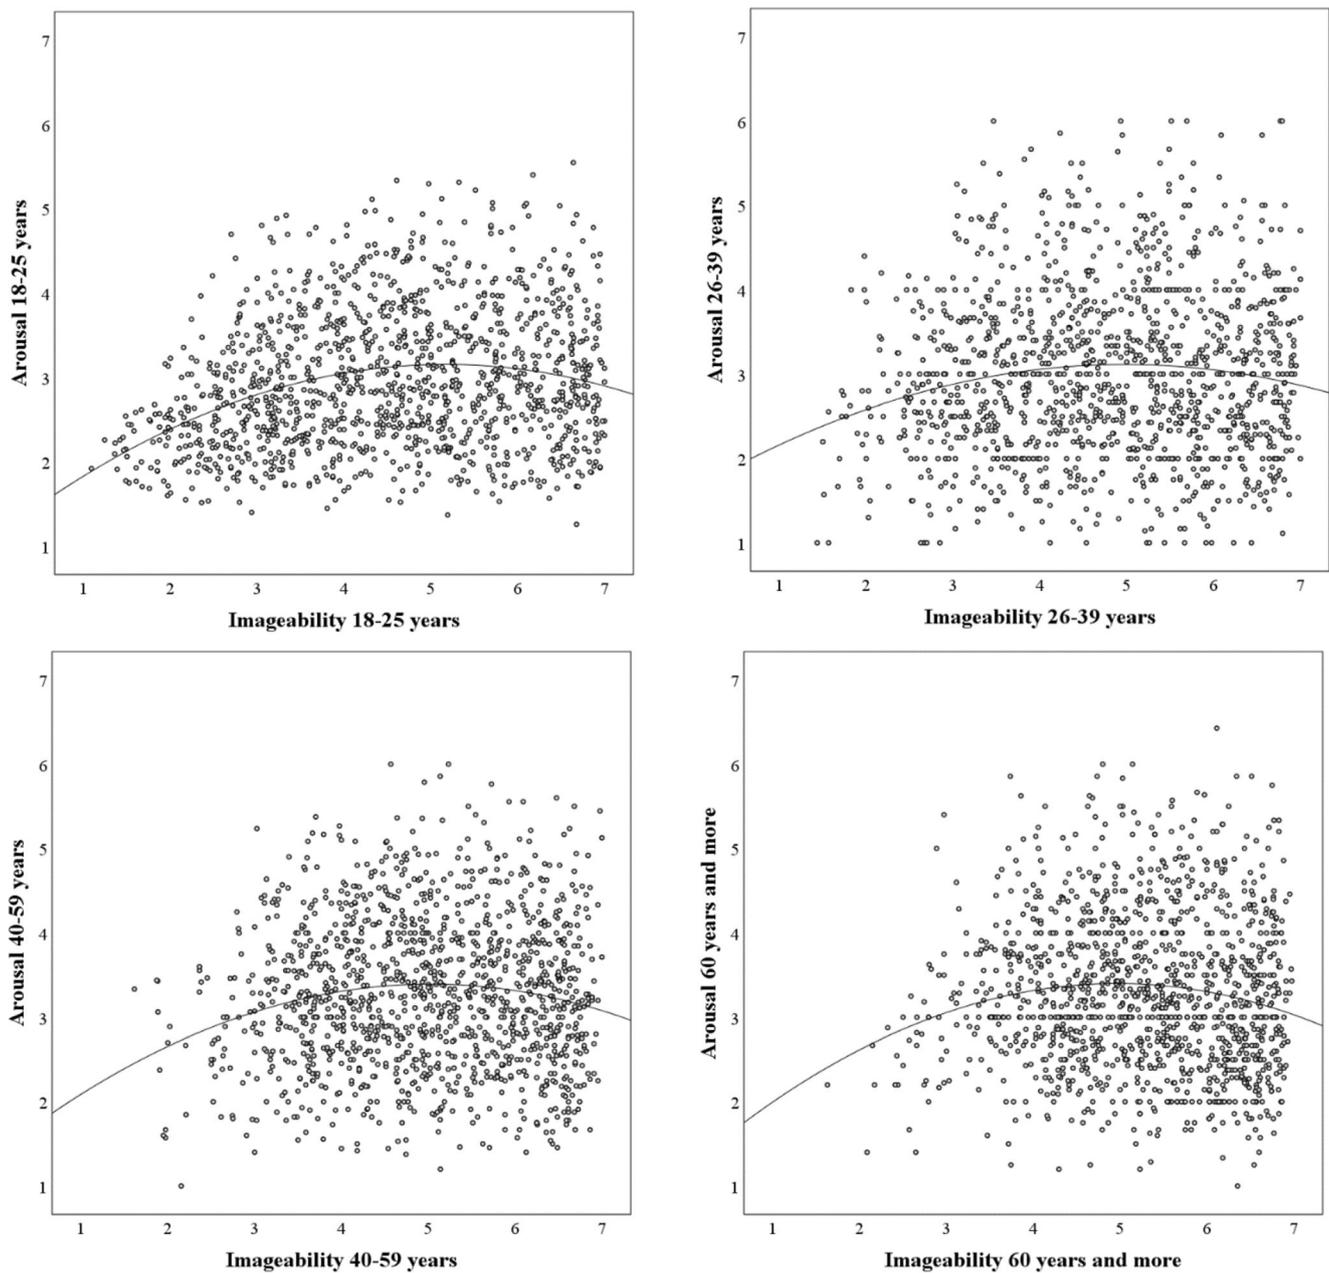 7
6
5
4
3
2
1
Arousal 18-25 years
1 2 3 4 5 6 7
Imageability 18-25 years
7
6
5
4
3
2
1
Arousal 26-39 years
1 2 3 4 5 6 7
Imageability 26-39 years
7
6
5
4
3
2
1
Arousal 40-59 years
1 2 3 4 5 6 7
Imageability 40-59 years
7
6
5
4
3
2
1
Arousal 60 years and more
1 2 3 4 5 6 7
Imageability 60 years and more